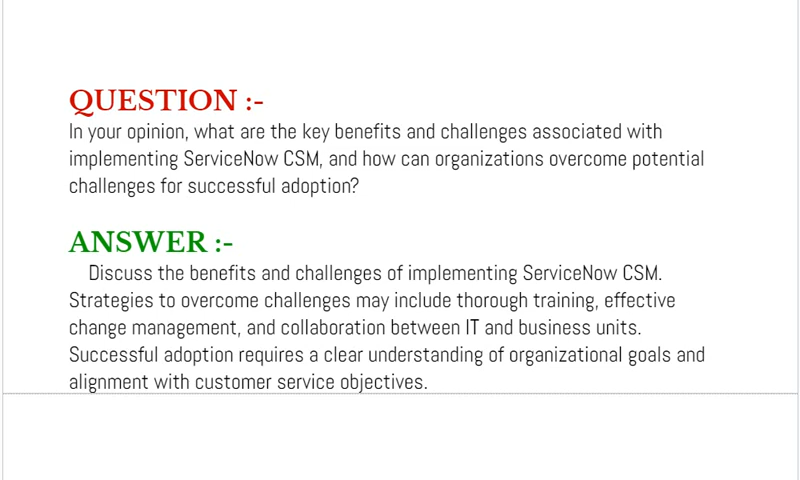 QUESTION :-
In your opinion, what are the key benefits and challenges associated with
implementing ServiceNow CSM, and how can organizations overcome potential
challenges for successful adoption?
ANSWER :-
Discuss the benefits and challenges of implementing ServiceNow CSM.
Strategies to overcome challenges may include thorough training, effective
change management, and collaboration between IT and business units.
Successful adoption requires a clear understanding of organizational goals and
alignment with customer service objectives.